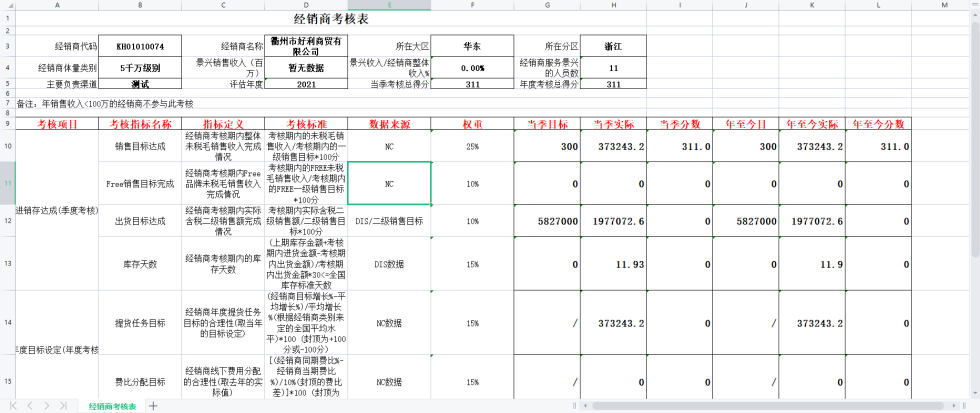 A B C D E F G H I J K L M
1 经销商考核表
2
3 经销商代码 KH01010074 经销商名称 衢州市好利商贸有限公司 所在大区 华东 所在分区 浙江
4 经销商体量类别 5千万级别 景兴销售收入（百万） 暂无数据 景兴收入/经销商整体收入% 0.00% 经销商服务景兴的人员数 11
5 主要负责渠道 测试 评估年度 2021 当季考核总得分 311 年度考核总得分 311
6
7 备注：年销售收入<100万的经销商不参与此考核
8
9 考核项目 考核指标名称 指标定义 考核标准 数据来源 权重 当季目标 当季实际 当季分数 年至今日 年至今实际 年至今分数
10 销售目标达成 经销商考核期内整体未税毛销售收入完成情况 考核期内的未税毛销售收入/考核期内的一级销售目标*100分 NC 25% 300 373243.2 311.0 300 373243.2 311.0
11 Free销售目标完成 经销商考核期内Free品牌未税毛销售收入完成情况 考核期内的FREE未税毛销售收入/考核期内的FREE一级销售目标*100分 NC 10% 0 0 0 0 0 0
进销存达成(季度考核)
12 出货目标达成 经销商考核期内实际含税二级销售额完成情况 考核期内实际含税二级销售额/二级销售目标*100分 DIS/二级销售目标 10% 5827000 1977072.6 0 5827000 1977072.6 0
13 库存天数 经销商考核期内的库存天数 (上期库存金额+考核期内进货金额-考核期内出货金额)/考核期内出货金额*30<=全国库存标准天数 DIS数据 15% 0 11.93 0 0 11.9 0
14 提货任务目标 经销商年度提货任务目标的合理性(取当年的目标设定) (经销商目标增长%-平均增长%)/平均增长%(根据经销商类别来定的全国平均水平)*100 (封顶为+100分或-100分) NC数据 15% / 373243.2 0 / 373243.2 0
年度目标设定(年度考核
15 费比分配目标 经销商线下费用分配的合理性(取去年的实际值) [(经销商同期费比%-经销商当期费比%)/10%(封顶的费比差)]*100 (封顶为 NC数据 15% / 0 0 / 0 0
经销商考核表